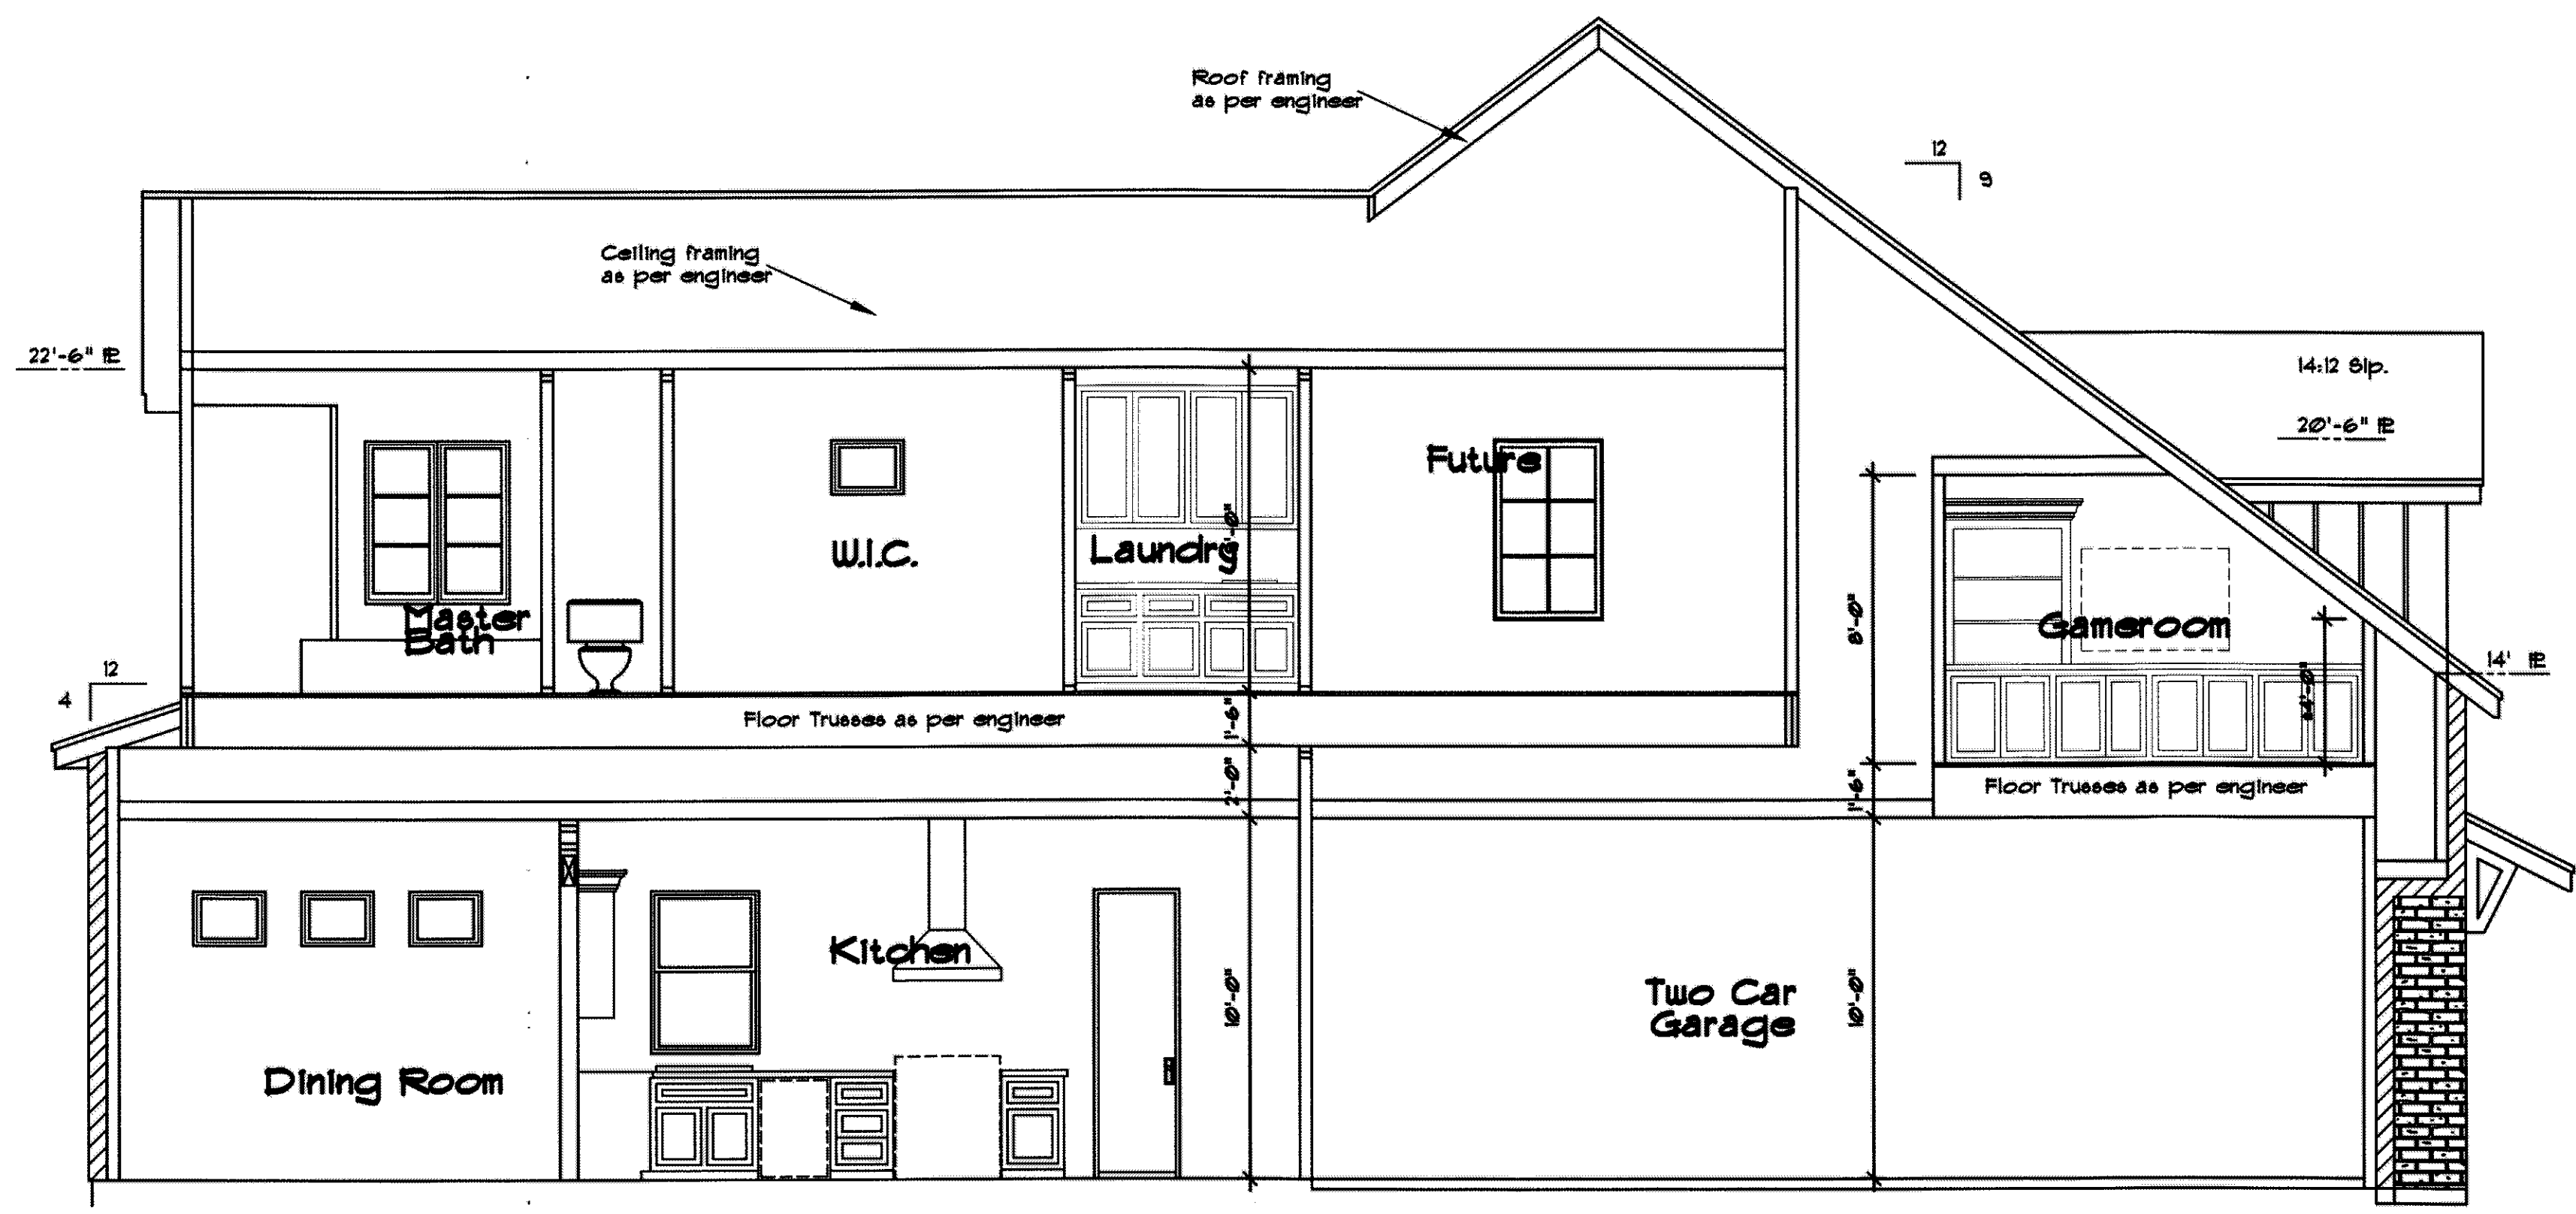 Roof framing
as per engineer
12
9
Ceiling framing
as per engineer
22'-6" PL
14:12 Slp.
20'-6" PL
Future
W.I.C.
Laundry
Master
Bath
8'-0"
Gameroom
14' PL
12
4
Floor Trusses as per engineer
1'-6"
2'-0"
1'-6"
Floor Trusses as per engineer
Kitchen
10'-0"
Two Car
Garage
10'-0"
Dining Room